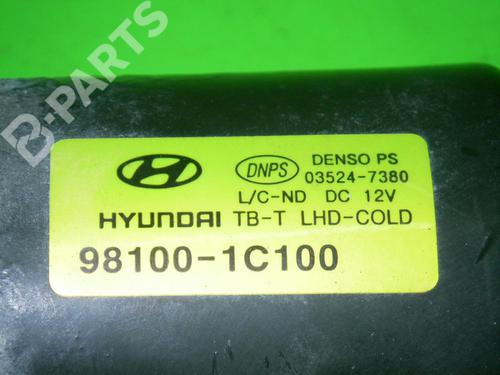 B-PARTS
DNPS
DENSO PS
03524-7380
L/C-ND DC 12V
HYUNDAI TB-T LHD-COLD
98100-1C100